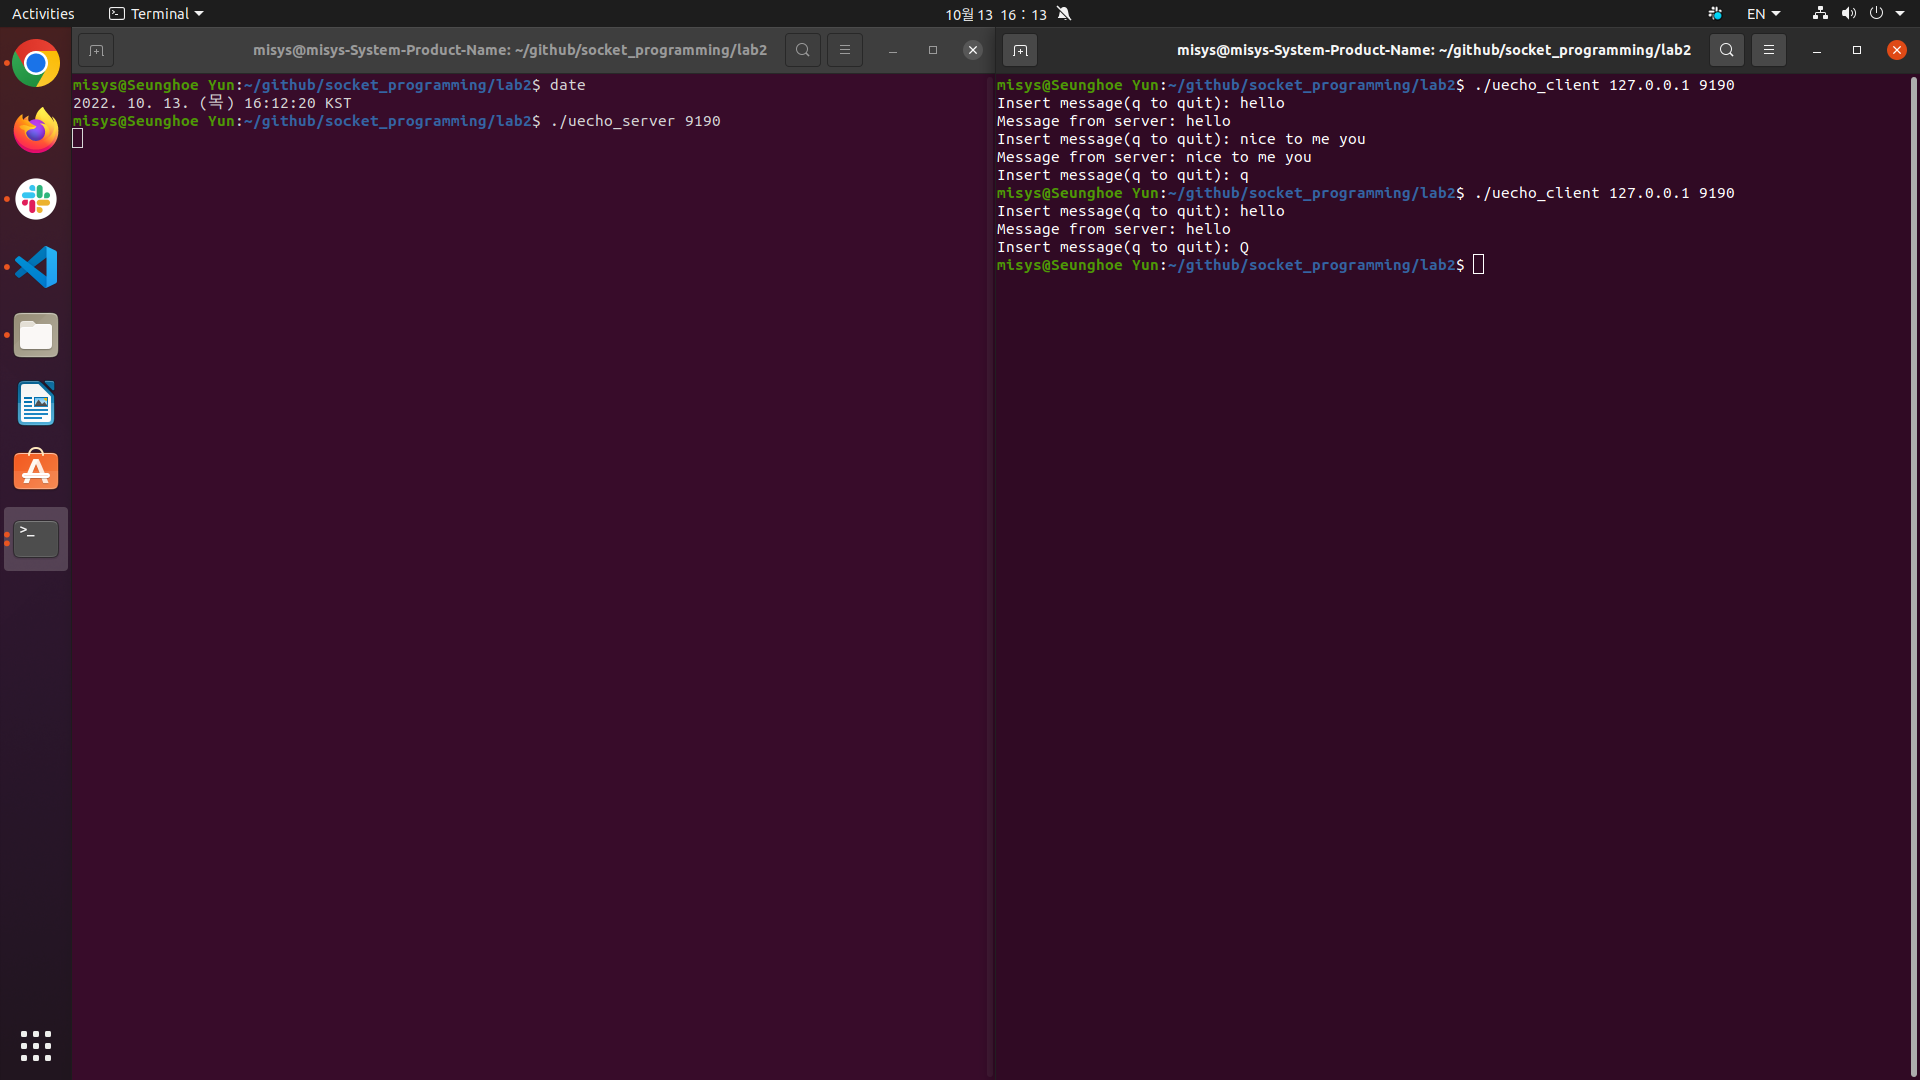 Activities
Terminal
10월 13 16 : 13
EN
misys@misys-System-Product-Name: ~/github/socket_programming/lab2
misys@Seunghoe Yun:~/github/socket_programming/lab2$ date
2022. 10. 13. (목) 16:12:20 KST
misys@Seunghoe Yun:~/github/socket_programming/lab2$ ./uecho_server 9190
misys@misys-System-Product-Name: ~/github/socket_programming/lab2
misys@Seunghoe Yun:~/github/socket_programming/lab2$ ./uecho_client 127.0.0.1 9190
Insert message(q to quit): hello
Message from server: hello
Insert message(q to quit): nice to me you
Message from server: nice to me you
Insert message(q to quit): q
misys@Seunghoe Yun:~/github/socket_programming/lab2$ ./uecho_client 127.0.0.1 9190
Insert message(q to quit): hello
Message from server: hello
Insert message(q to quit): Q
misys@Seunghoe Yun:~/github/socket_programming/lab2$